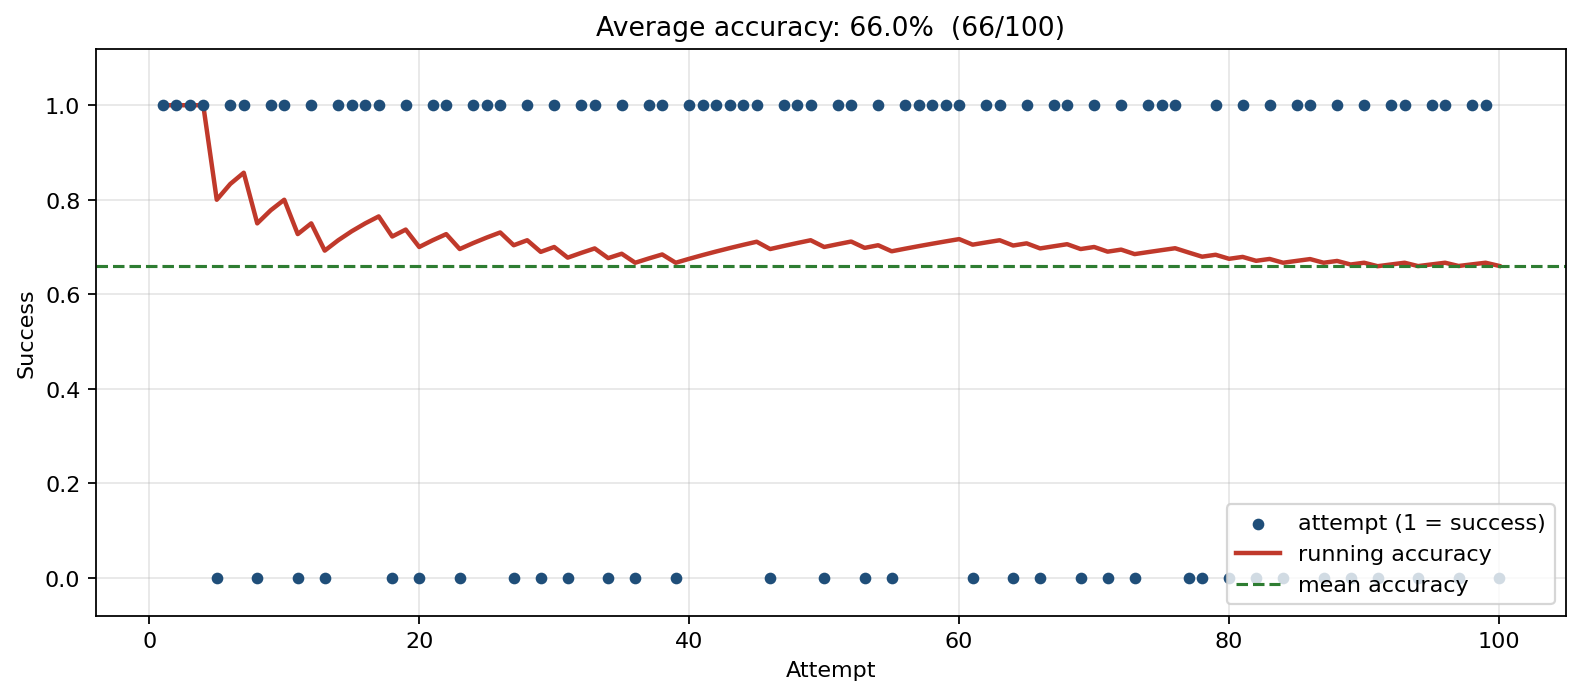 Average accuracy: 66.0%  (66/100)
1.0
0.8
0.6
0.4
0.2
0.0
Success
attempt (1 = success)
running accuracy
mean accuracy
0
20
40
60
80
100
Attempt